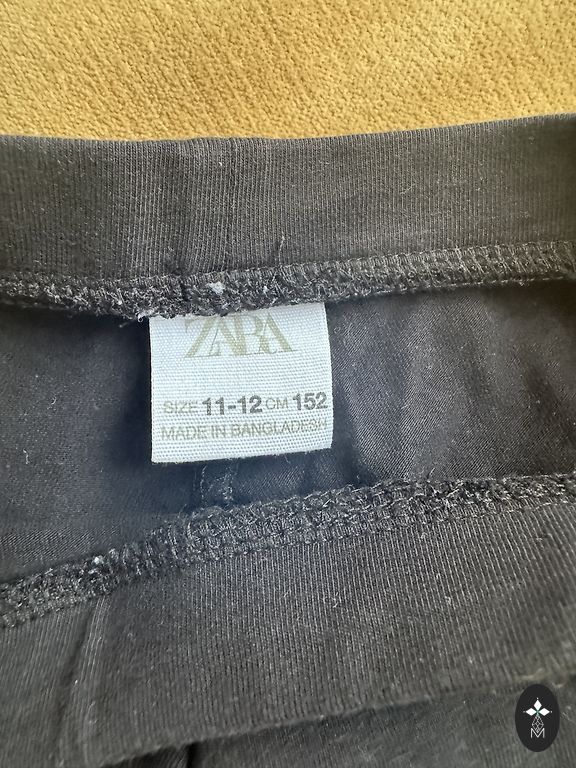 ZARA
SIZE 11-12 CM 152
MADE IN BANGLADESH
M